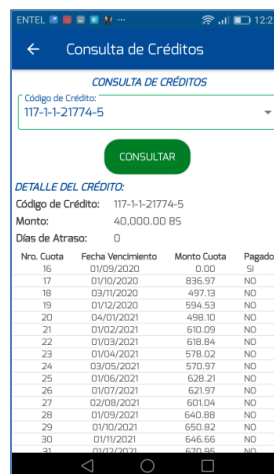 ENTEL 12:2
Consulta de Créditos
CONSULTA DE CRÉDITOS
Código de Crédito:
117-1-1-21774-5
CONSULTAR
DETALLE DEL CRÉDITO:
Código de Crédito: 117-1-1-21774-5
Monto: 40,000.00 BS
Días de Atraso: 0
Nro. Cuota Fecha Vencimiento Monto Cuota Pagado
16 01/09/2020 0.00 SI
17 01/10/2020 836.97 NO
18 03/11/2020 497.13 NO
19 01/12/2020 594.53 NO
20 04/01/2021 498.10 NO
21 01/02/2021 610.09 NO
22 01/03/2021 618.84 NO
23 01/04/2021 578.02 NO
24 03/05/2021 570.97 NO
25 01/06/2021 628.21 NO
26 01/07/2021 621.97 NO
27 02/08/2021 601.04 NO
28 01/09/2021 640.88 NO
29 01/10/2021 650.82 NO
30 01/11/2021 646.66 NO
31 01/12/2021 670.95 NO